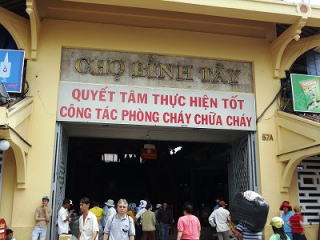 CHỢ BÌNH TÂY
QUYẾT TÂM THỰC HIỆN TỐT
CÔNG TÁC PHÒNG CHÁY CHỮA CHÁY
57A